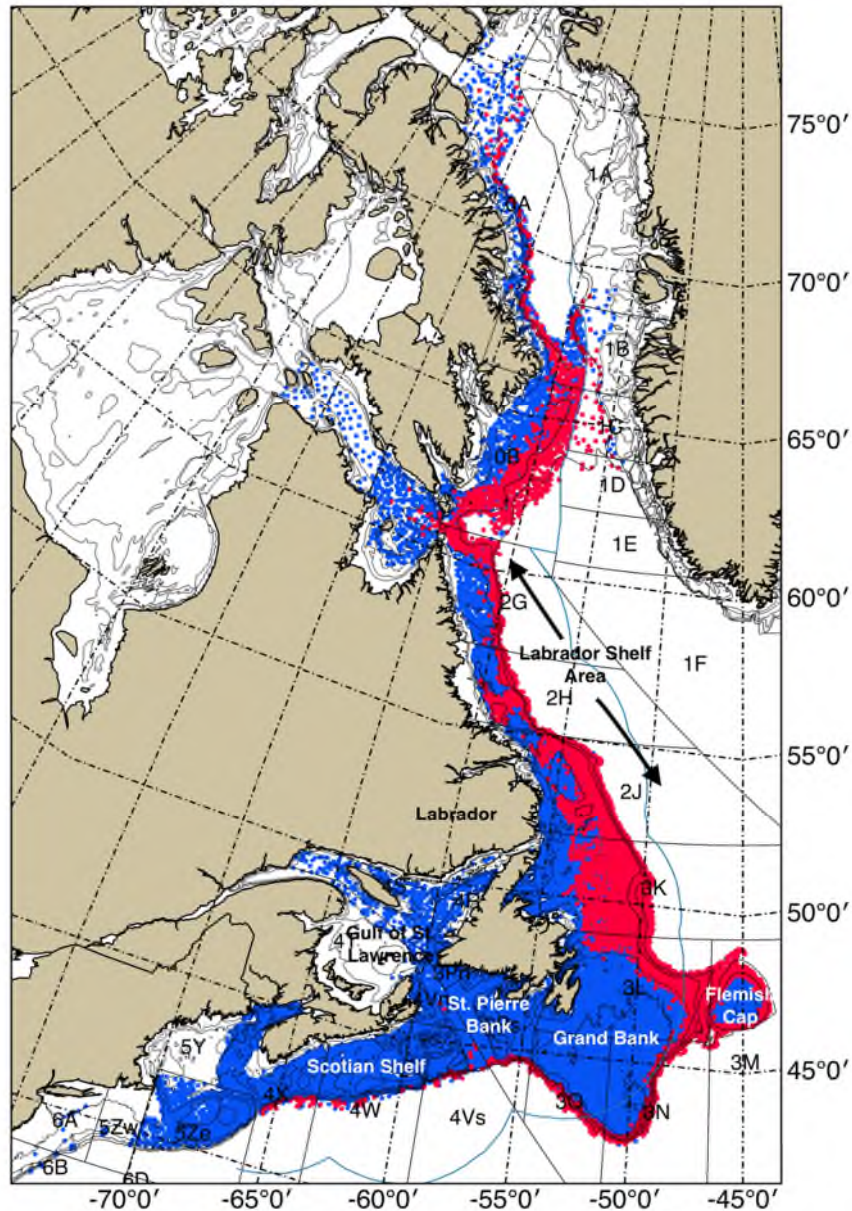 75°0′
1A
0A
70°0′
1B
1C
65°0′
0B
1D
1E
60°0′
2G
Labrador Shelf
Area
1F
2H
55°0′
2J
Labrador
3K
50°0′
4S
4R
Gulf of St.
Lawrence
4T
3Pn
4Vn
St. Pierre
Bank
3L
Flemish
Cap
Grand Bank
5Y
Scotian Shelf
3M
45°0′
4X
4W
4Vs
3O
3N
6A
5Zw
5Ze
6B
6D
-70°0′
-65°0′
-60°0′
-55°0′
-50°0′
-45°0′